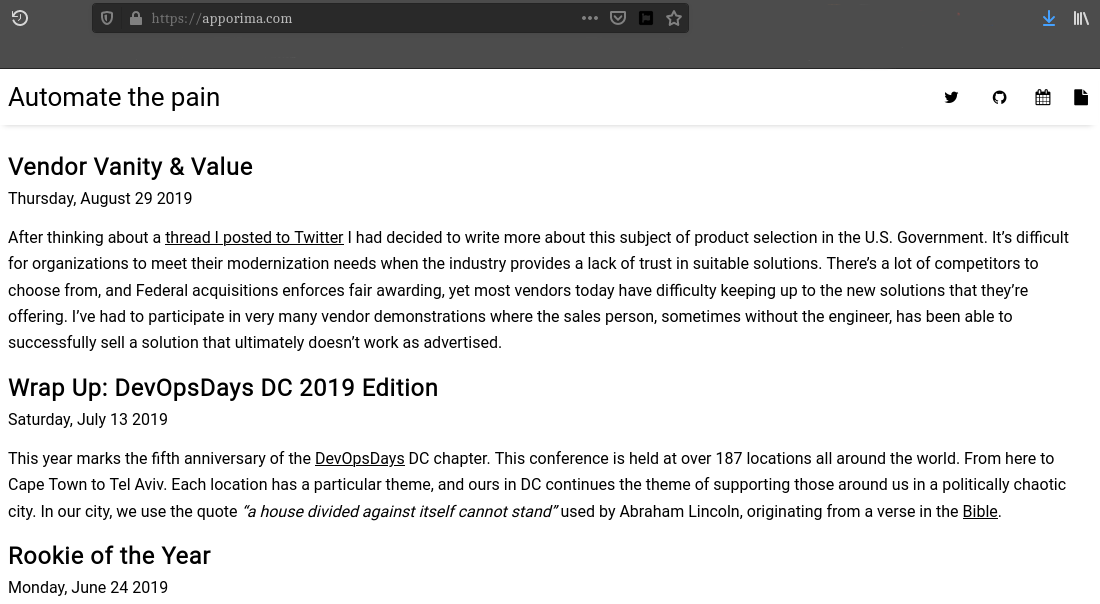 https://apporima.com
Automate the pain
Vendor Vanity & Value
Thursday, August 29 2019
After thinking about a thread I posted to Twitter I had decided to write more about this subject of product selection in the U.S. Government. It’s difficult
for organizations to meet their modernization needs when the industry provides a lack of trust in suitable solutions. There’s a lot of competitors to
choose from, and Federal acquisitions enforces fair awarding, yet most vendors today have difficulty keeping up to the new solutions that they’re
offering. I’ve had to participate in very many vendor demonstrations where the sales person, sometimes without the engineer, has been able to
successfully sell a solution that ultimately doesn’t work as advertised.
Wrap Up: DevOpsDays DC 2019 Edition
Saturday, July 13 2019
This year marks the fifth anniversary of the DevOpsDays DC chapter. This conference is held at over 187 locations all around the world. From here to
Cape Town to Tel Aviv. Each location has a particular theme, and ours in DC continues the theme of supporting those around us in a politically chaotic
city. In our city, we use the quote “a house divided against itself cannot stand” used by Abraham Lincoln, originating from a verse in the Bible.
Rookie of the Year
Monday, June 24 2019